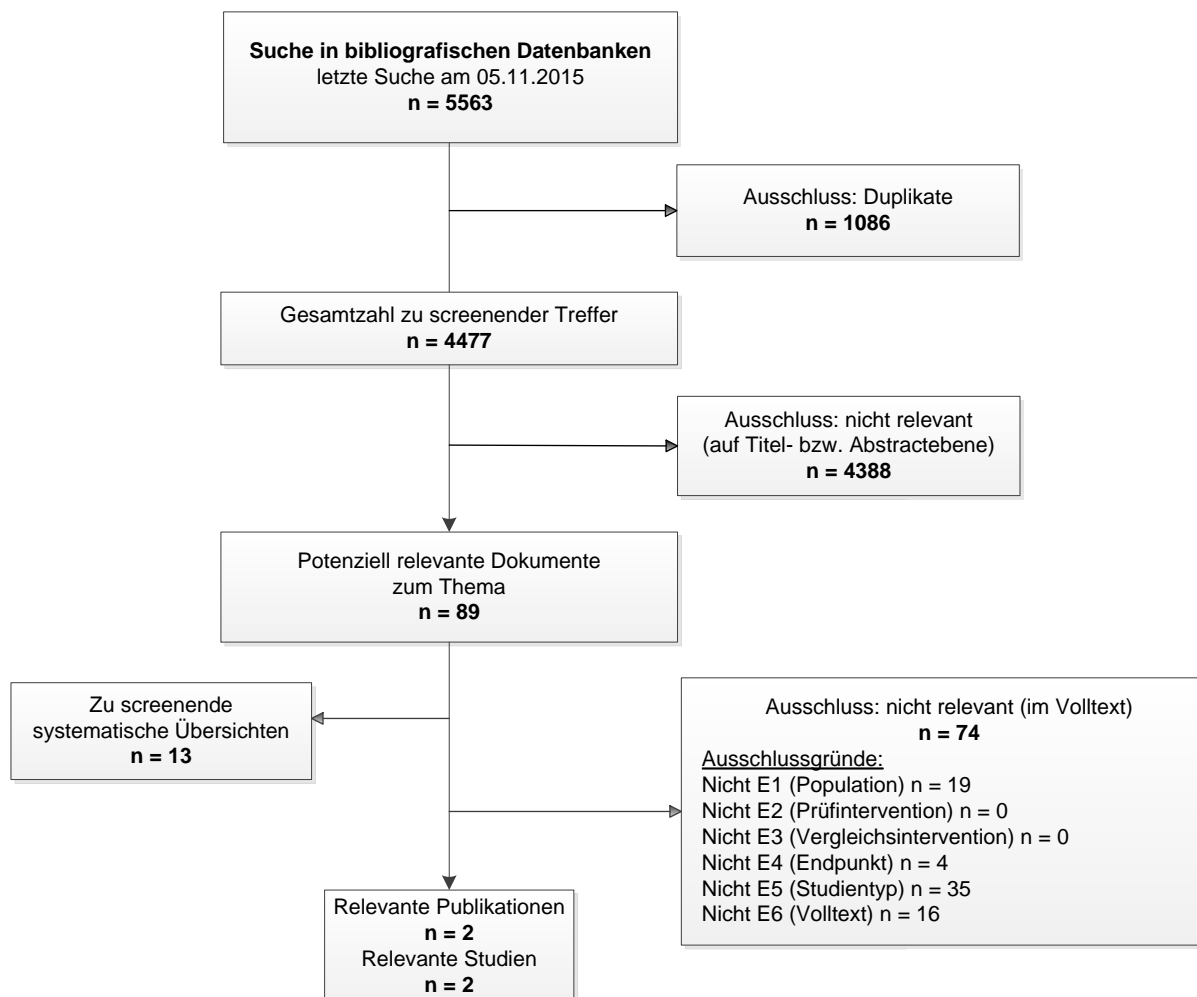 Suche in bibliografischen Datenbanken
letzte Suche am 05.11.2015
n = 5563
Ausschluss: Duplikate
n = 1086
Gesamtzahl zu screenender Treffer
n = 4477
Ausschluss: nicht relevant
(auf Titel- bzw. Abstractebene)
n = 4388
Potenziell relevante Dokumente
zum Thema
n = 89
Zu screenende
systematische Übersichten
n = 13
Ausschluss: nicht relevant (im Volltext)
n = 74
Ausschlussgründe:
Nicht E1 (Population) n = 19
Nicht E2 (Prüfintervention) n = 0
Nicht E3 (Vergleichsintervention) n = 0
Nicht E4 (Endpunkt) n = 4
Nicht E5 (Studientyp) n = 35
Nicht E6 (Volltext) n = 16
Relevante Publikationen
n = 2
Relevante Studien
n = 2